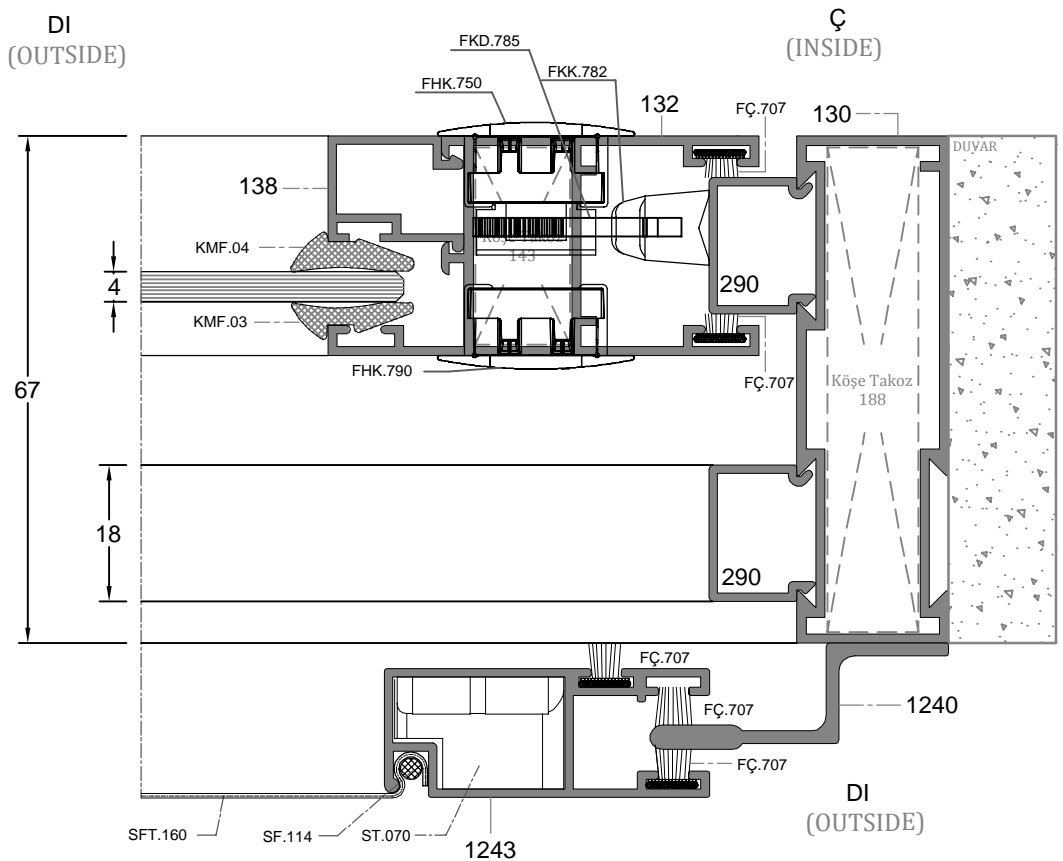 DI
(OUTSIDE)
Ç
(INSIDE)
FKD.785
FKK.782
FHK.750
132
FÇ.707
130
DUVAR
138
KMF.04
Köşe Takoz
143
4
290
KMF.03
FHK.790
FÇ.707
Köşe Takoz
188
67
18
290
FÇ.707
FÇ.707
1240
FÇ.707
DI
(OUTSIDE)
SFT.160
SF.114
ST.070
1243